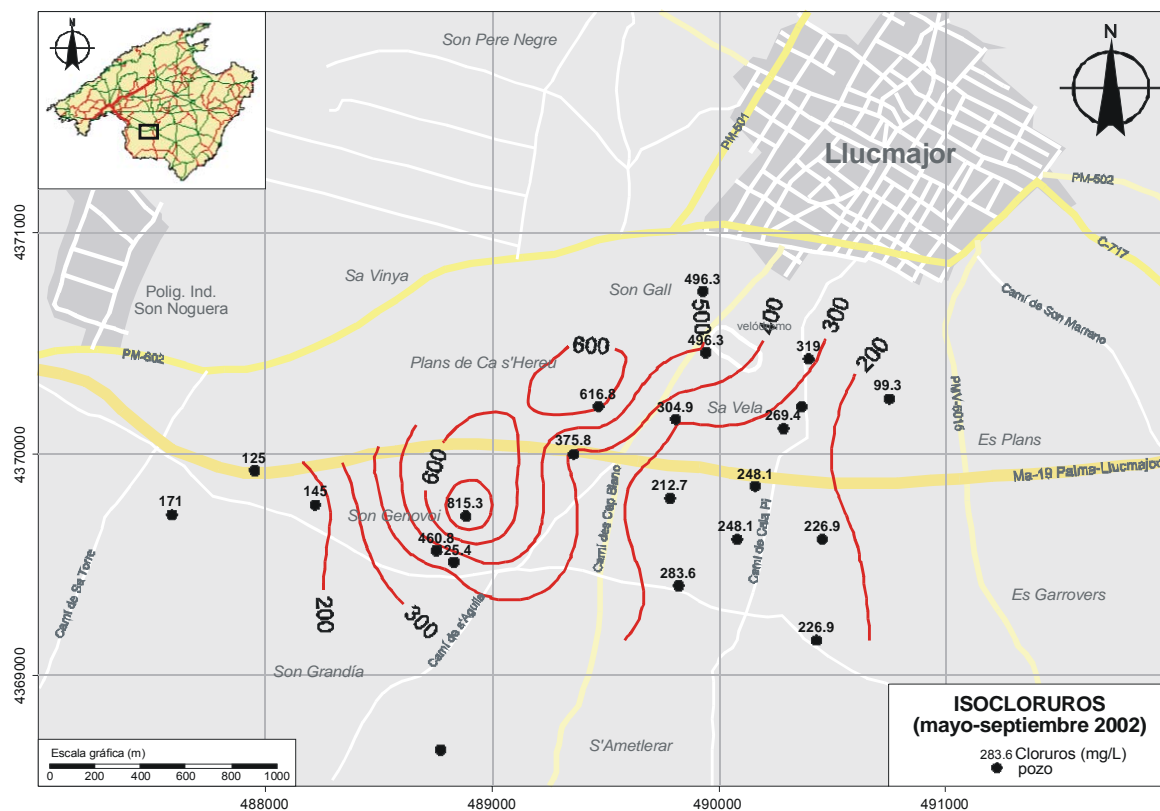 N
Son Pere Negre
N
PM-501
Llucmajor
PM-502
4371000
C-717
Sa Vinya
Polig. Ind.
Son Noguera
Son Gall
496.3
500
400
300
velódromo
Camí de Son Marrano
PM-602
600
Plans de Ca s'Hereu
496.3
319
200
616.8
304.9
Sa Vela
269.4
99.3
PMV-5015
Es Plans
4370000
125
375.8
Ma-19 Palma-Llucmajor
600
171
145
Son Genovoi
815.3
212.7
248.1
460.8
25.4
248.1
226.9
Camí des Cap Blanc
Camí de Cala Pi
283.6
Camí de Sa Torre
200
300
Camí de s'Aguila
Es Garrovers
226.9
4369000
Son Grandía
S'Ametlerar
ISOCLORUROS
(mayo-septiembre 2002)
283.6 Cloruros (mg/L)
pozo
Escala gráfica (m)
0 200 400 600 800 1000
488000 489000 490000 491000